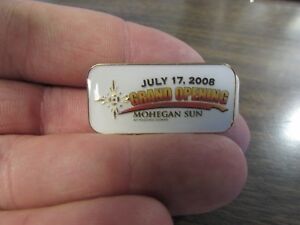 JULY 17, 2008
GRAND OPENING
MOHEGAN SUN